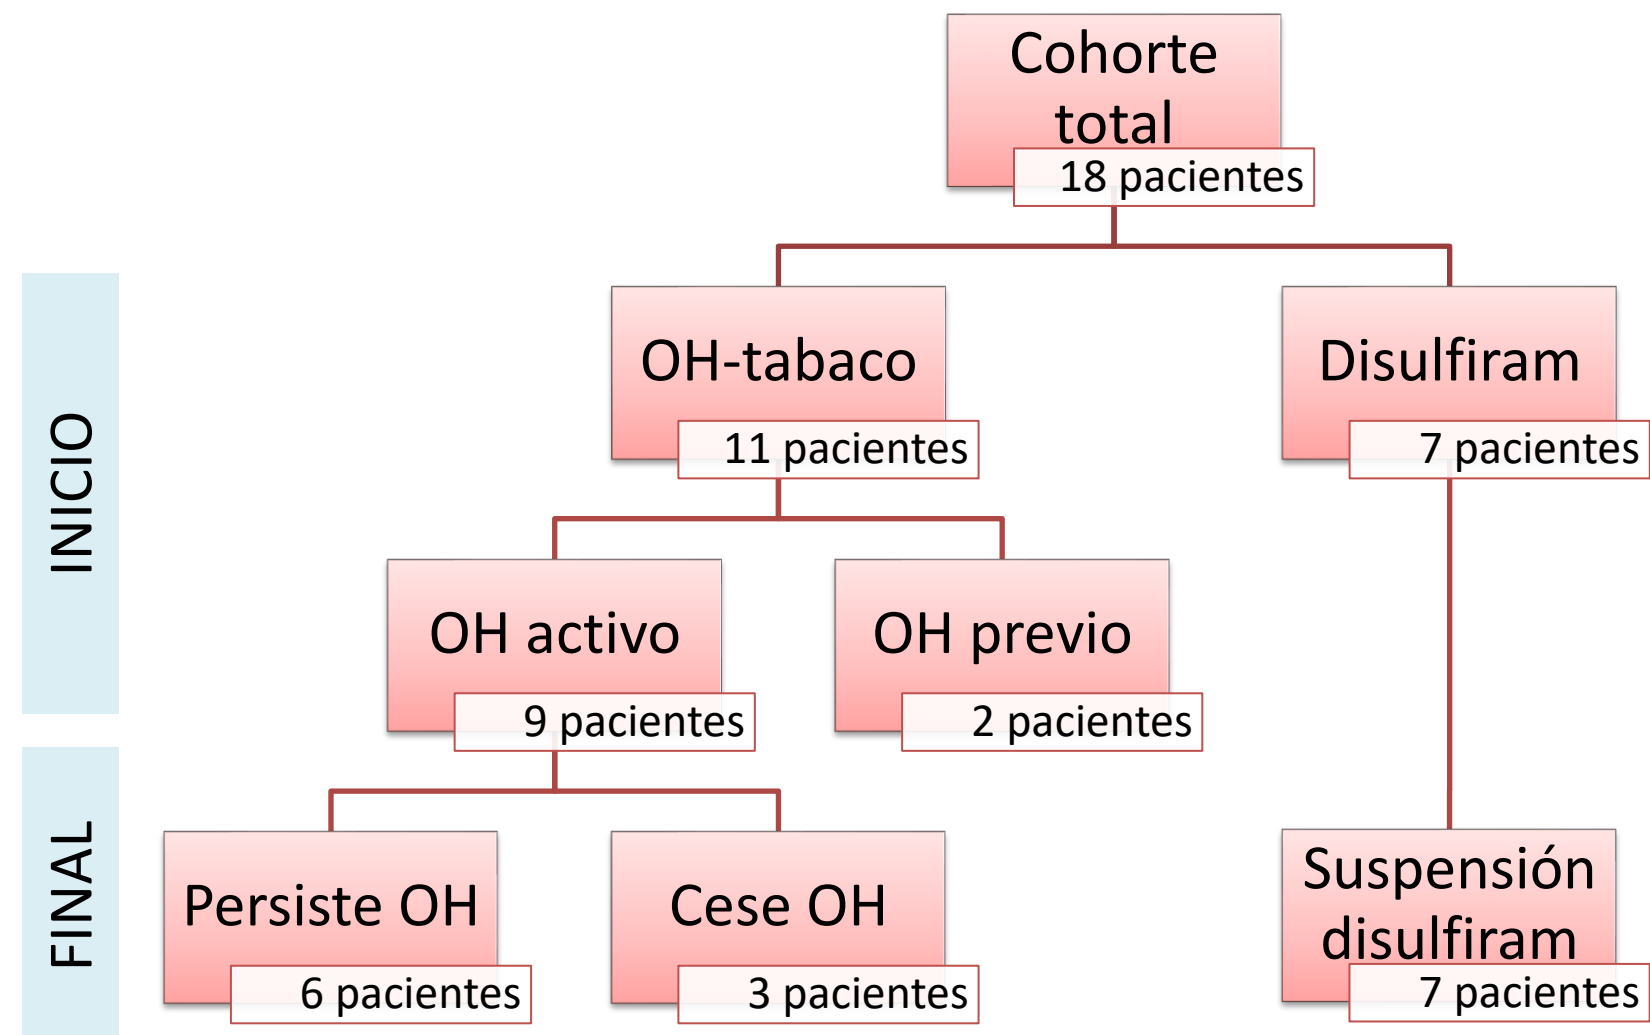 Cohorte
total
18 pacientes
INICIO
OH-tabaco
11 pacientes
Disulfiram
7 pacientes
OH activo
9 pacientes
OH previo
2 pacientes
FINAL
Persiste OH
6 pacientes
Cese OH
3 pacientes
Suspensión
disulfiram
7 pacientes